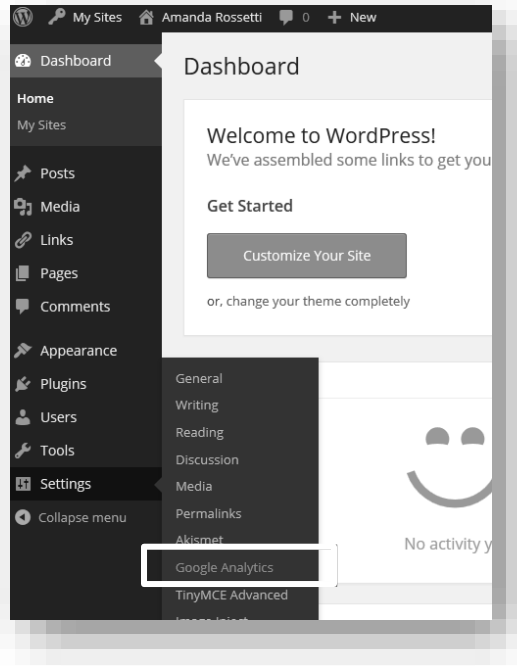 My Sites Amanda Rossetti 0 + New
Dashboard
Home
My Sites
Posts
Media
Links
Pages
Comments
Appearance
Plugins
Users
Tools
Settings
Collapse menu
Dashboard
Welcome to WordPress!
We've assembled some links to get you
Get Started
Customize Your Site
or, change your theme completely
General
Writing
Reading
Discussion
Media
Permalinks
Akismet
Google Analytics
TinyMCE Advanced
Image Inject
No activity y